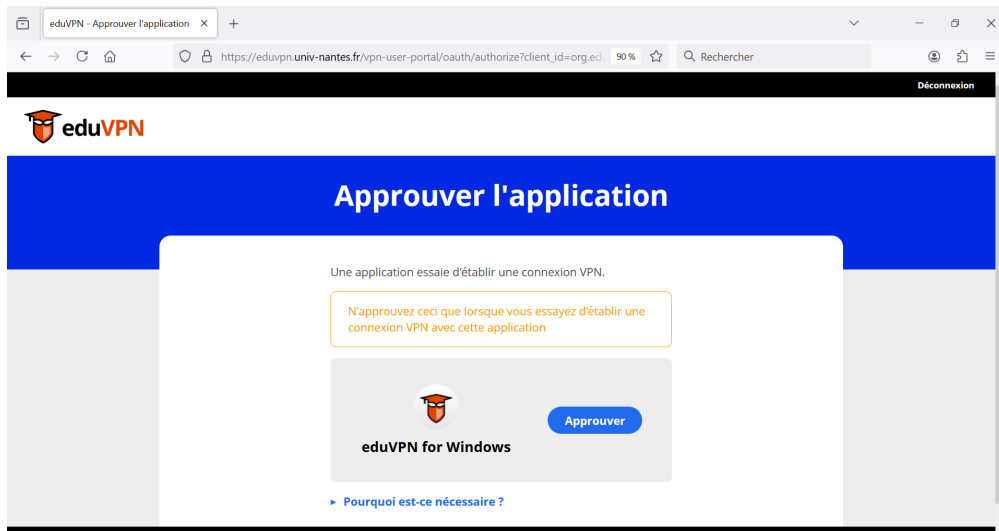 eduVPN - Approuver l'application
https://eduvpn.univ-nantes.fr/vpn-user-portal/oauth/authorize?client_id=org.ed
90 %
Rechercher
Déconnexion
eduVPN
Approuver l'application
Une application essaie d'établir une connexion VPN.
N'approuvez ceci que lorsque vous essayez d'établir une
connexion VPN avec cette application
eduVPN for Windows
Approuver
Pourquoi est-ce nécessaire ?